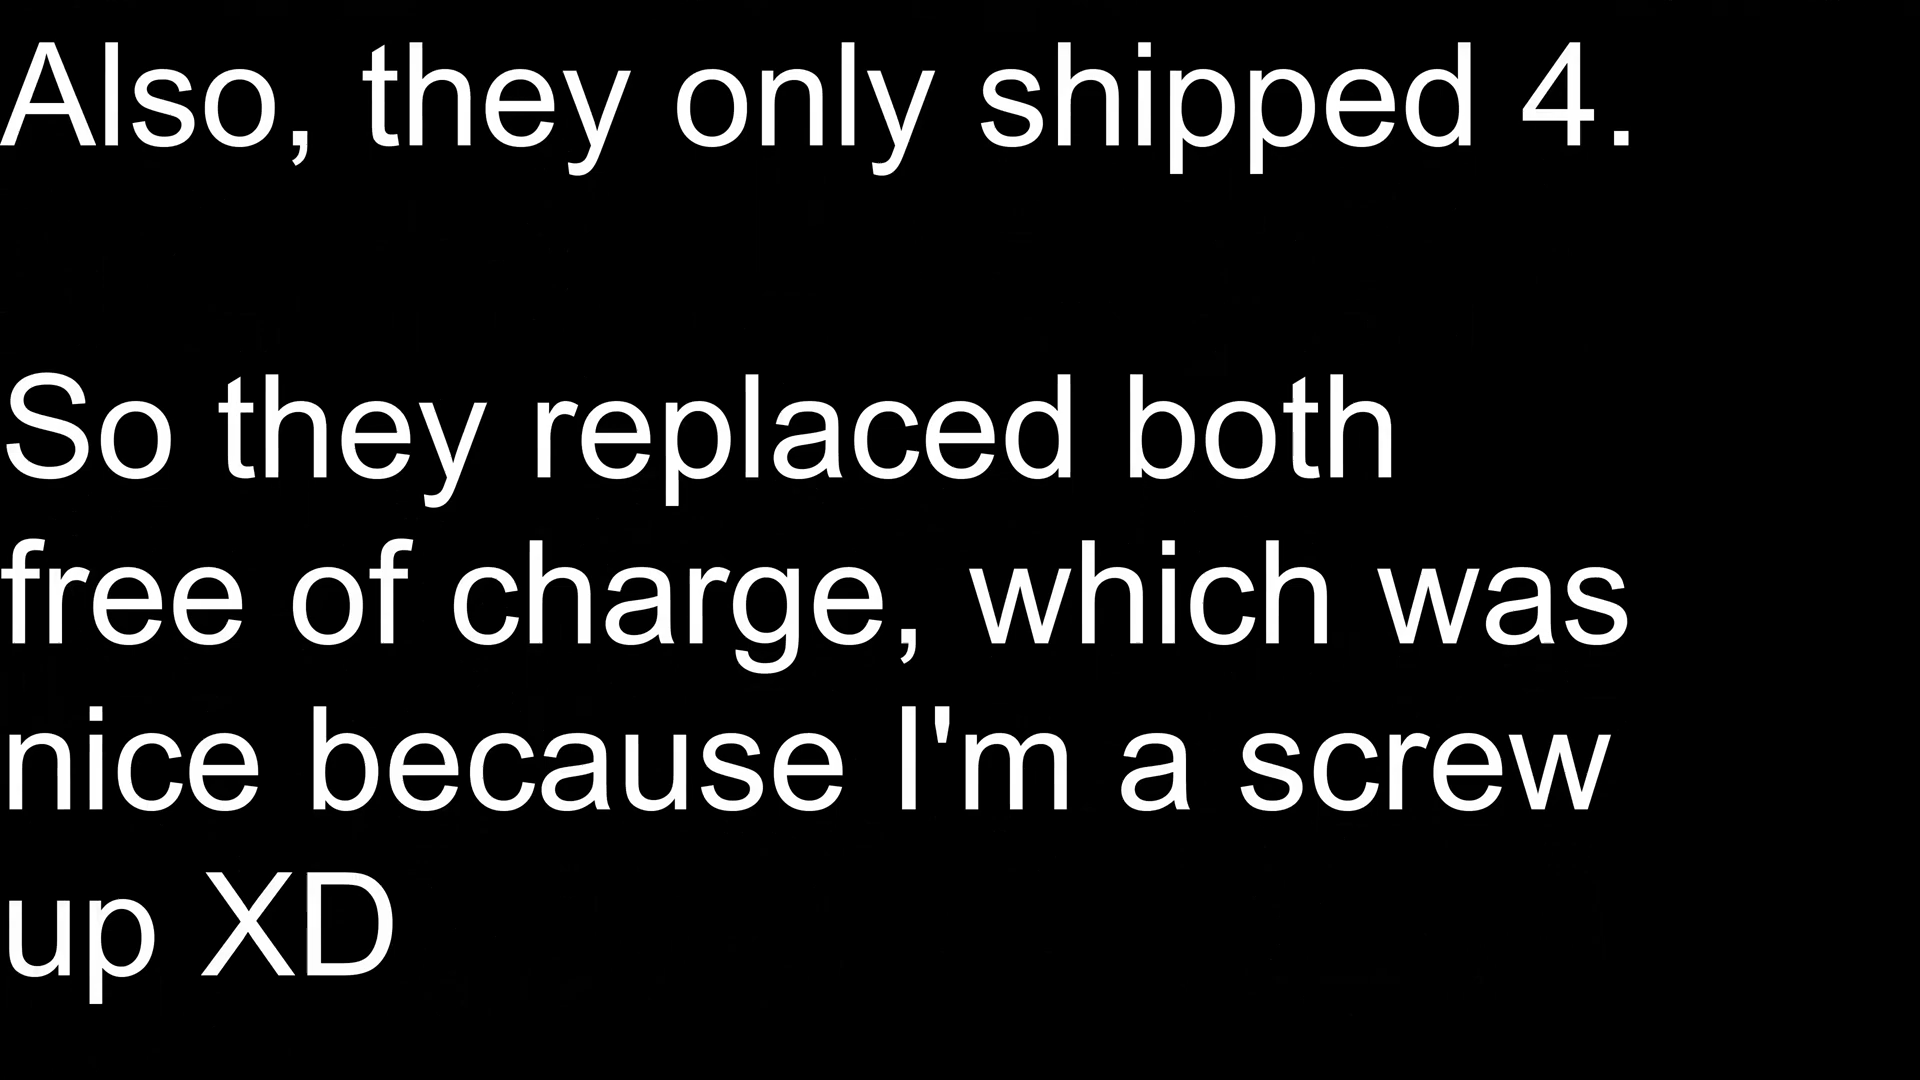 Also, they only shipped 4.
So they replaced both
free of charge, which was
nice because I'm a screw
up XD